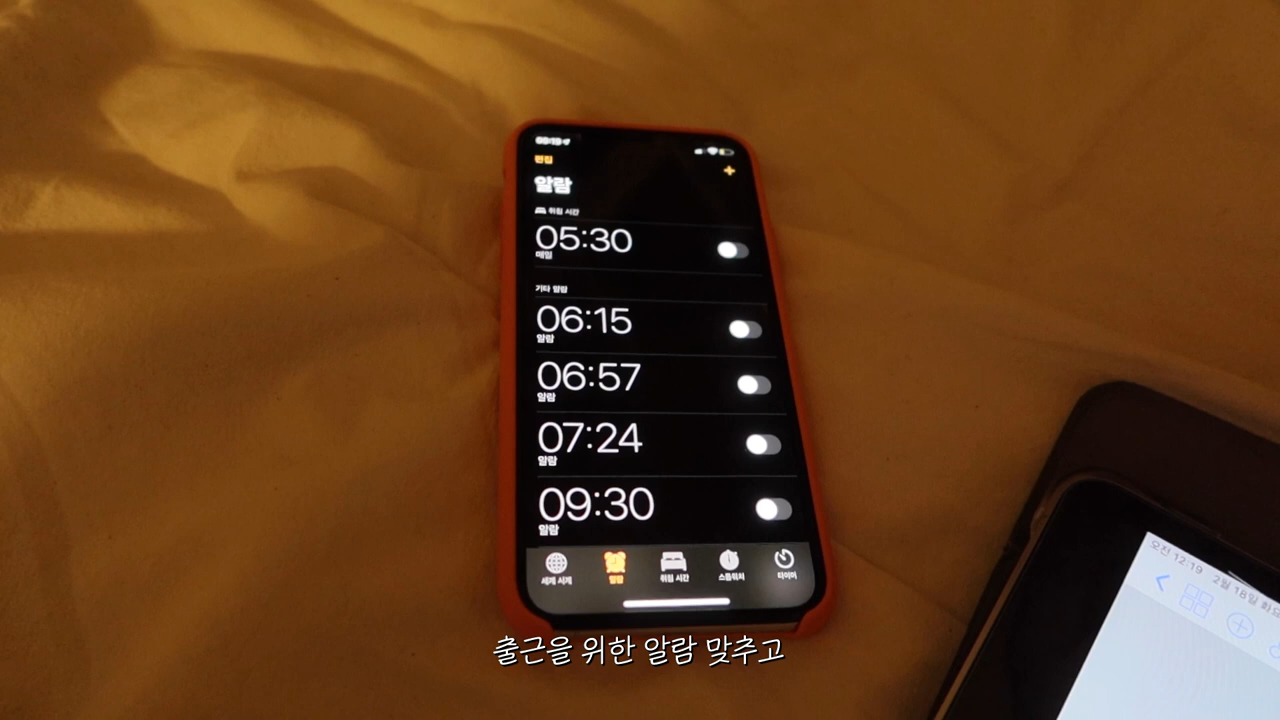 편집
알람
취침 시간
05:30
매일
기타 알람
06:15
알람
06:57
알람
07:24
알람
09:30
알람
세계 시계
알람
취침 시간
스톱워치
타이머
오전 12:19 2월 18일 화요
출근을 위한 알람 맞추고